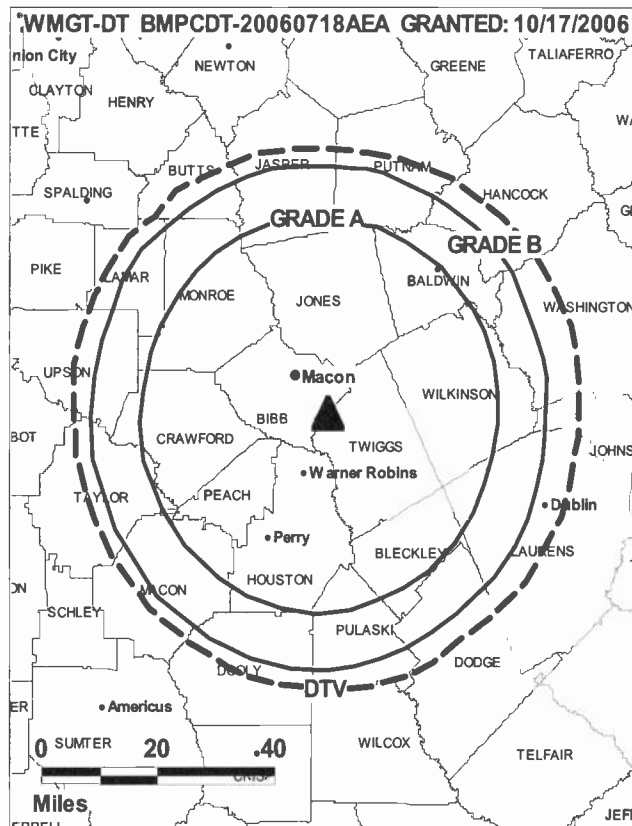 WMGT-DT BMPCDT-20060718AEA GRANTED: 10/17/2006
nion City
NEWTON
GREENE
TALIAFERRO
CLAYTON
HENRY
TTE
BUTTS
JASPER
PUTNAM
SPALDING
HANCOCK
GRADE A
GRADE B
PIKE
LAMAR
MONROE
JONES
BALDWIN
WASHINGTON
UPSON
Macon
WILKINSON
BIBB
CRAWFORD
TWIGGS
BOT
JOHNS
Warner Robins
PEACH
TAYLOR
Dublin
Perry
BLECKLEY
LAURENS
HOUSTON
MACON
SCHLEY
PULASKI
DODGE
DOOLY
DTV
Americus
ER
0 20 40
SUMTER
WILCOX
TELFAIR
CRISP
Miles
JEFF